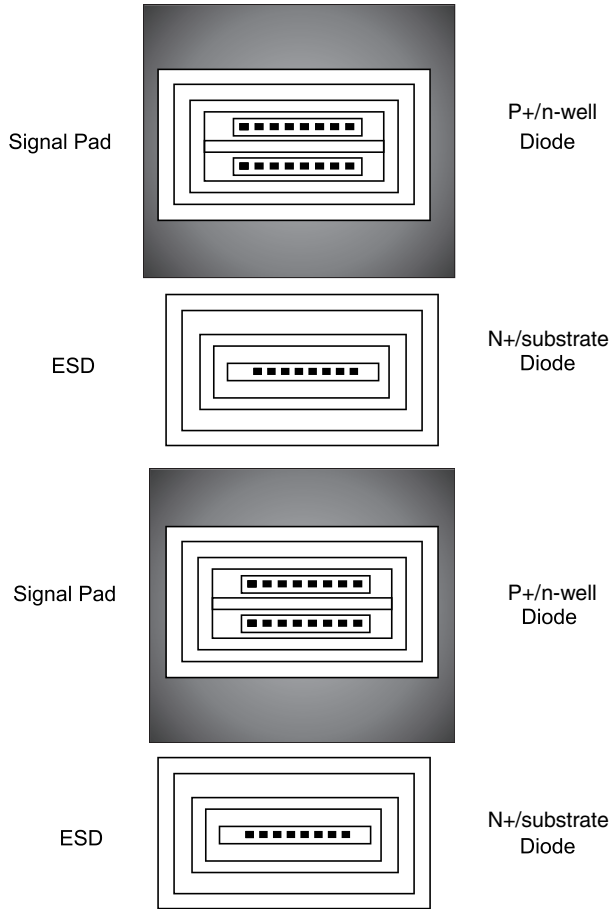 P+/n-well
Signal Pad
Diode
N+/substrate
ESD
Diode
Signal Pad
P+/n-well
Diode
N+/substrate
ESD
Diode